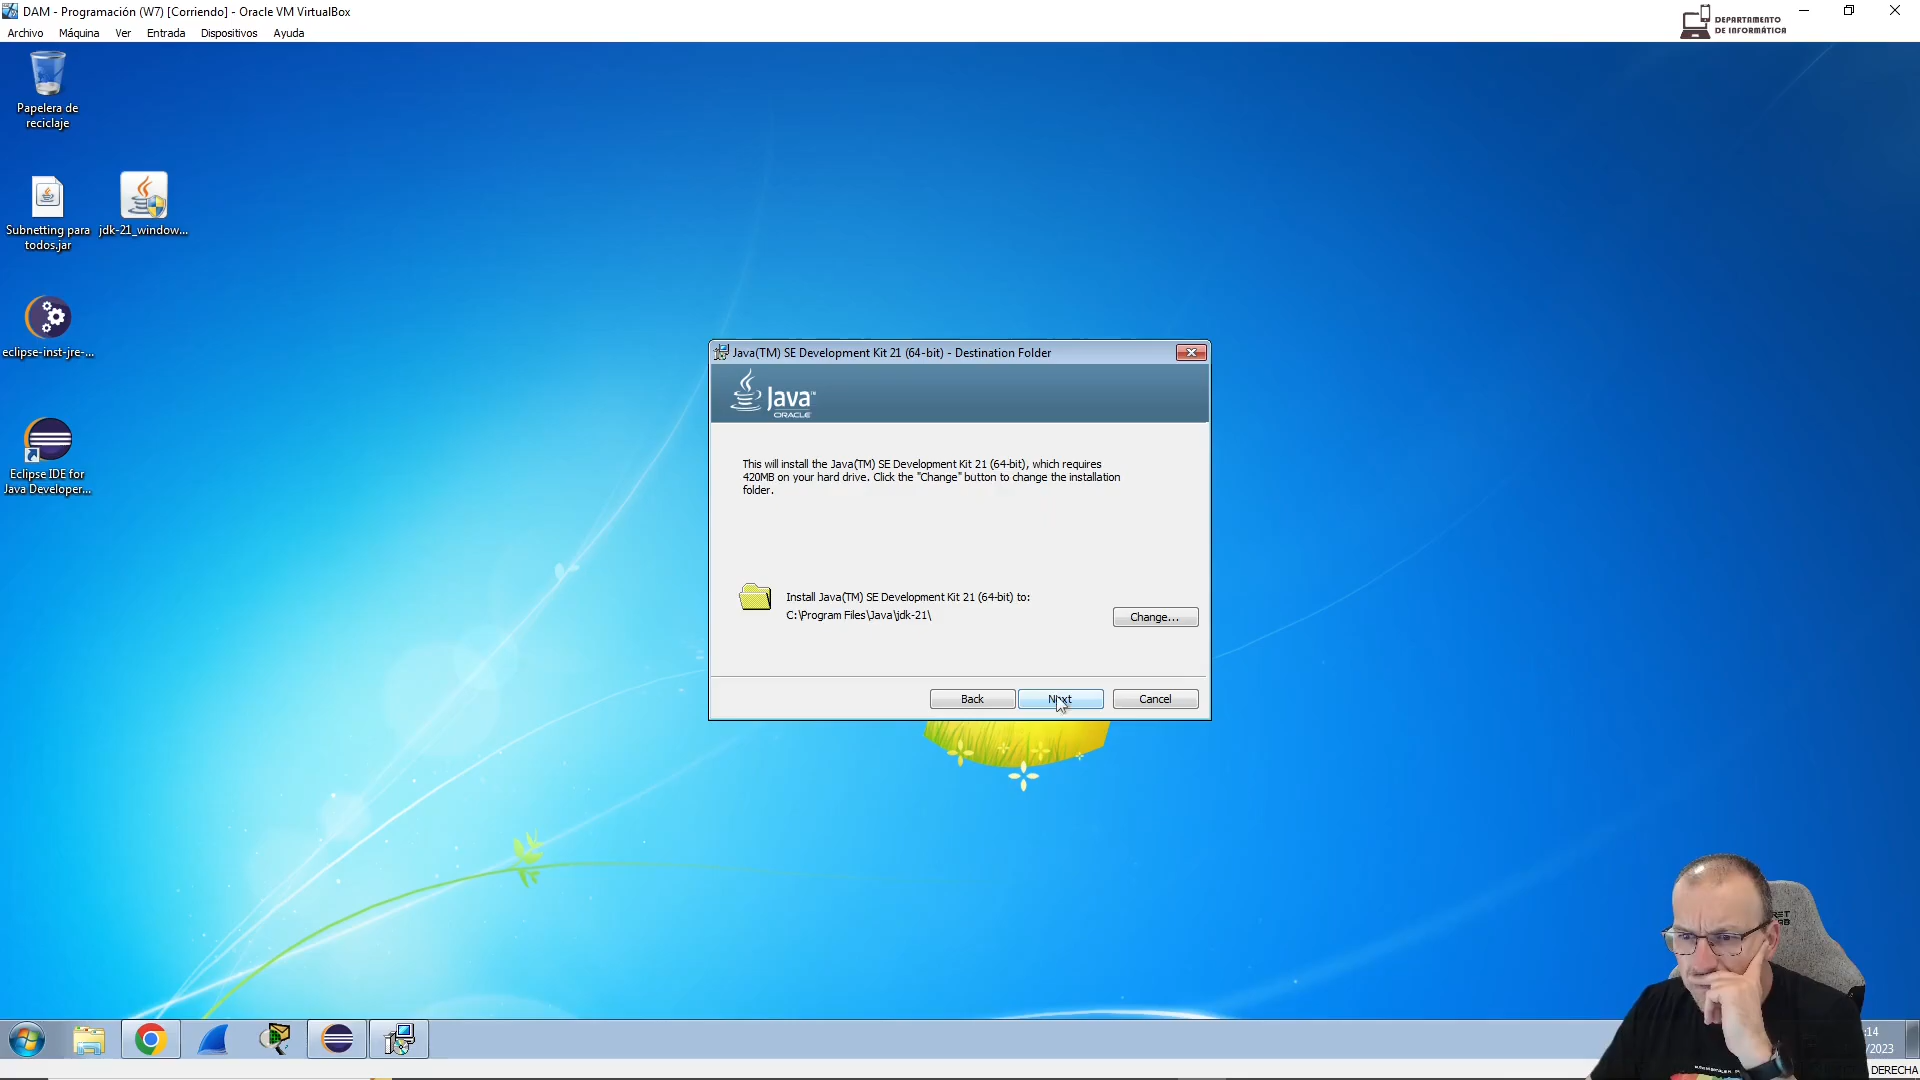 DAM - Programación (W7) [Corriendo] - Oracle VM VirtualBox
Archivo Máquina Ver Entrada Dispositivos Ayuda
DEPARTAMENTO
DE INFORMÁTICA
Papelera de
reciclaje
Subnetting para
todos.jar
jdk-21_window...
eclipse-inst-jre-...
Eclipse IDE for
Java Developer...
Java(TM) SE Development Kit 21 (64-bit) - Destination Folder
Java™
ORACLE
This will install the Java(TM) SE Development Kit 21 (64-bit), which requires
420MB on your hard drive. Click the "Change" button to change the installation
folder.
Install Java(TM) SE Development Kit 21 (64-bit) to:
C:\Program Files\Java\jdk-21\
Change...
Back Next Cancel
:14
/2023
DERECHA